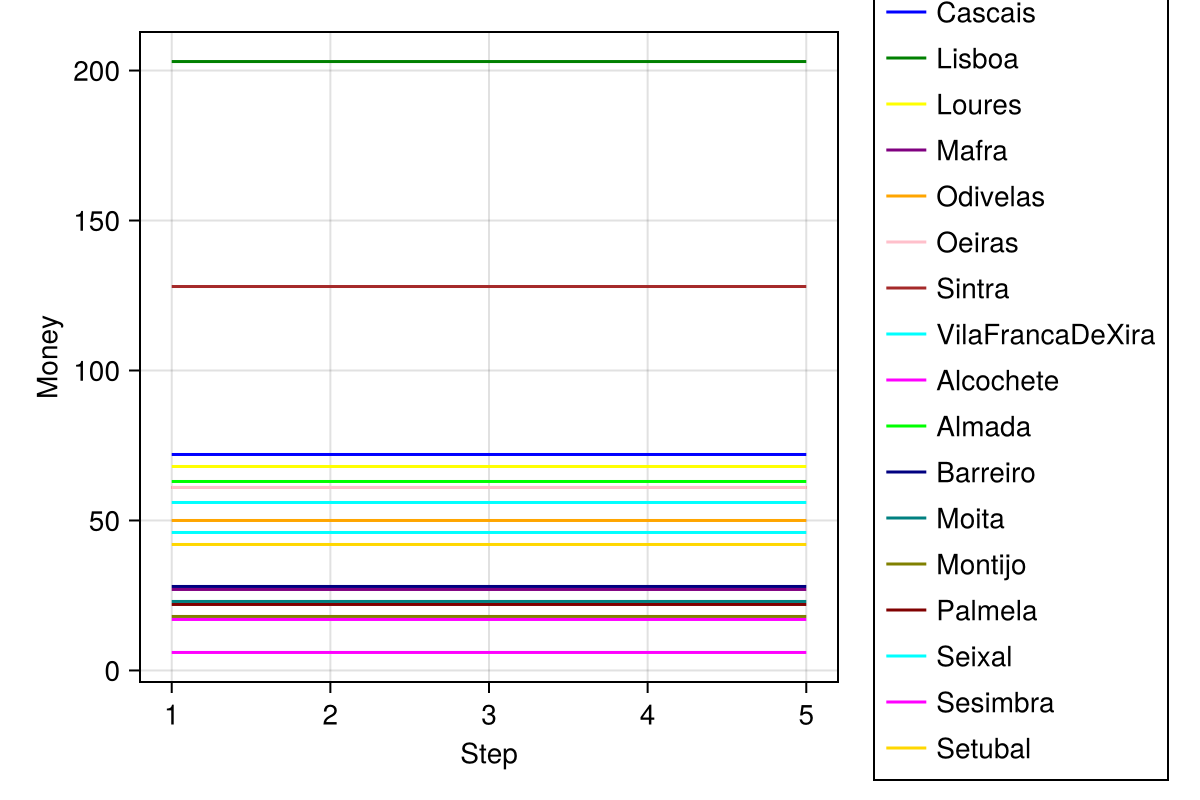 200
150
100
50
0
Money
1 2 3 4 5
Step
Cascais
Lisboa
Loures
Mafra
Odivelas
Oeiras
Sintra
VilaFrancaDeXira
Alcochete
Almada
Barreiro
Moita
Montijo
Palmela
Seixal
Sesimbra
Setubal